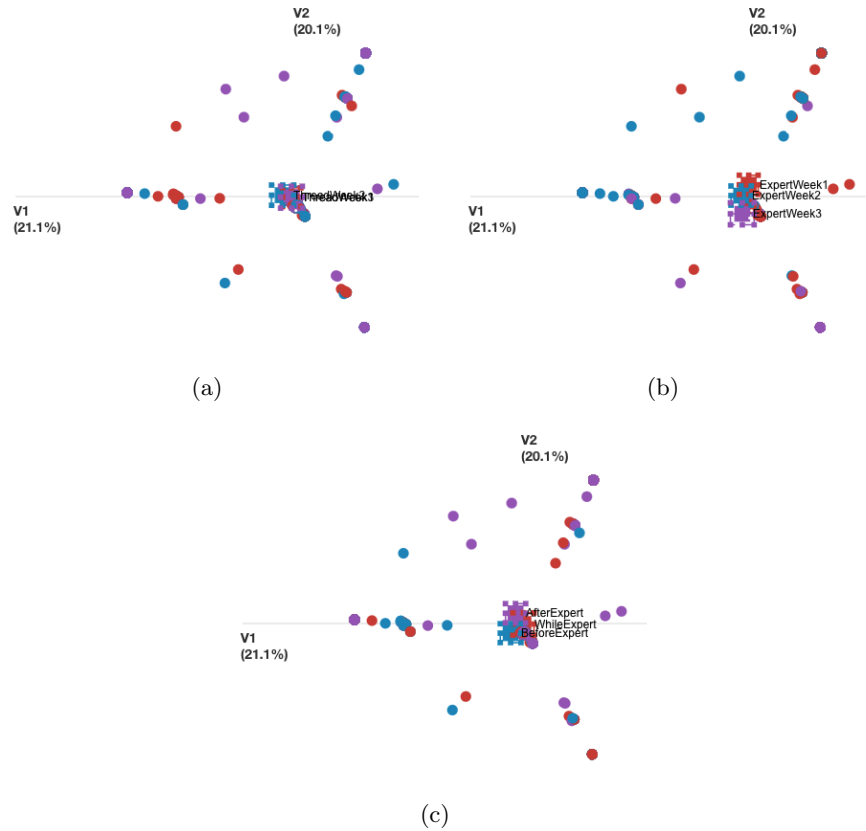 V2
(20.1%)
V1
(21.1%)
(a)
V2
(20.1%)
ExpertWeek1
ExpertWeek2
ExpertWeek3
V1
(21.1%)
(b)
V2
(20.1%)
AfterExpert
WhileExpert
BeforeExpert
V1
(21.1%)
(c)